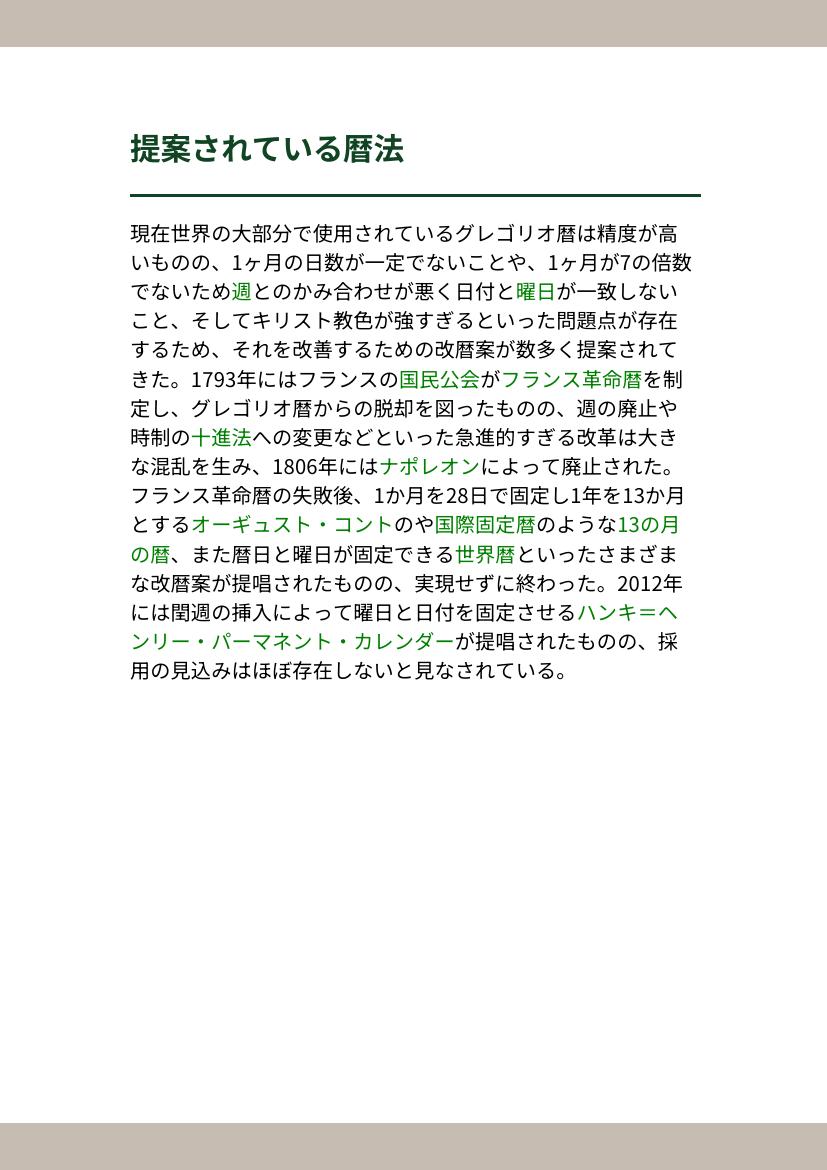 提案されている暦法
現在世界の大部分で使用されているグレゴリオ暦は精度が高
いものの、1ヶ月の日数が一定でないことや、1ヶ月が7の倍数
でないため週とのかみ合わせが悪く日付と曜日が一致しない
こと、そしてキリスト教色が強すぎるといった問題点が存在
するため、それを改善するための改暦案が数多く提案されて
きた。1793年にはフランスの国民公会がフランス革命暦を制
定し、グレゴリオ暦からの脱却を図ったものの、週の廃止や
時制の十進法への変更などといった急進的すぎる改革は大き
な混乱を生み、1806年にはナポレオンによって廃止された。
フランス革命暦の失敗後、1か月を28日で固定し1年を13か月
とするオーギュスト・コントのや国際固定暦のような13の月
の暦、また暦日と曜日が固定できる世界暦といったさまざま
な改暦案が提唱されたものの、実現せずに終わった。2012年
には閏週の挿入によって曜日と日付を固定させるハンキ＝ヘ
ンリー・パーマネント・カレンダーが提唱されたものの、採
用の見込みはほぼ存在しないと見なされている。